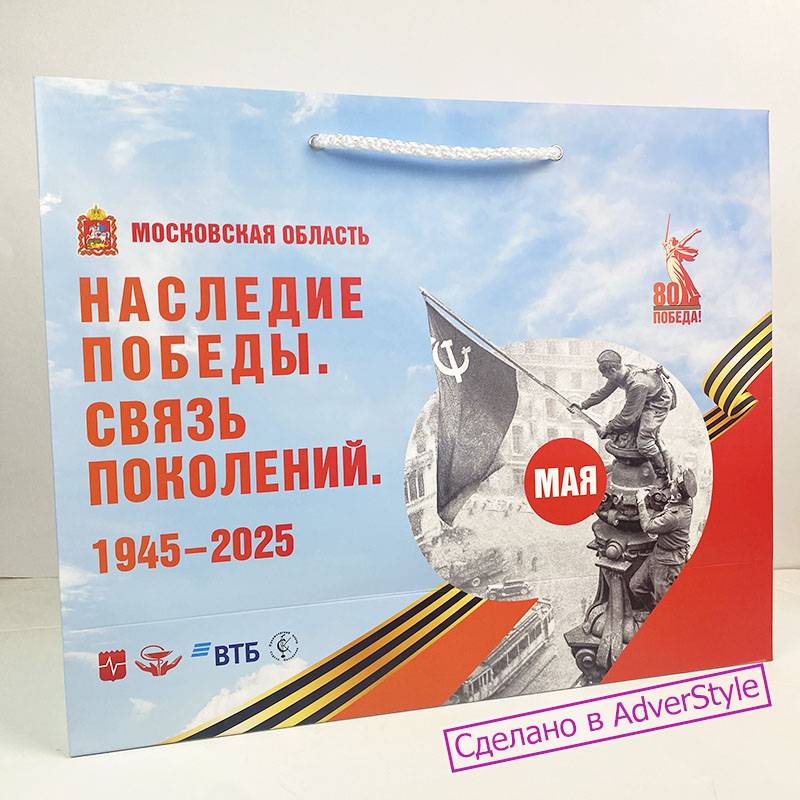 МОСКОВСКАЯ ОБЛАСТЬ
НАСЛЕДИЕ
ПОБЕДЫ.
СВЯЗЬ
ПОКОЛЕНИЙ.
1945–2025
80
ПОБЕДА!
МАЯ
ВТБ
Сделано в AdverStyle